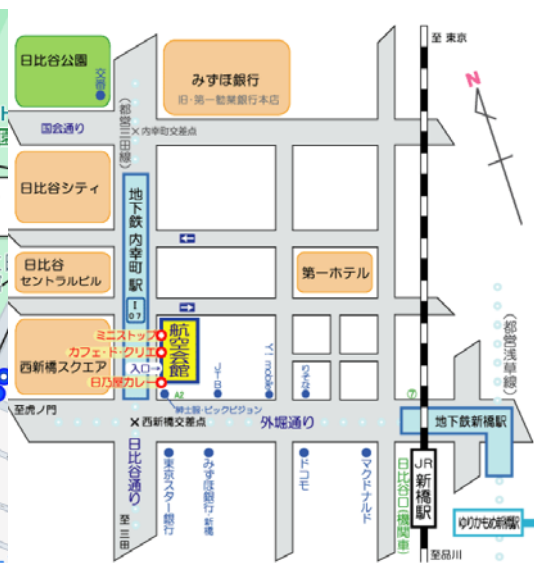 至 東京
日比谷公園
交番
みずほ銀行
旧・第一勧業銀行本店
N
(都営三田線)
国会通り
×内幸町交差点
日比谷シティ
地下鉄 内幸町駅
I
07
日比谷
セントラルビル
第一ホテル
(都営浅草線)
西新橋スクエア
ミニストップ
カフェ・ド・クリエ
入口→
日乃屋カレー
航空会館
A2
紳士服・ビックビジョン
JTB
Y! mobile
りそな
⑦
至虎ノ門
×西新橋交差点
外堀通り
地下鉄新橋駅
日比谷通り
東京スター銀行
みずほ銀行 新橋
ドコモ
マクドナルド
日比谷口(機関車)
JR新橋駅
ゆりかもめ新橋駅
至 三田
至品川